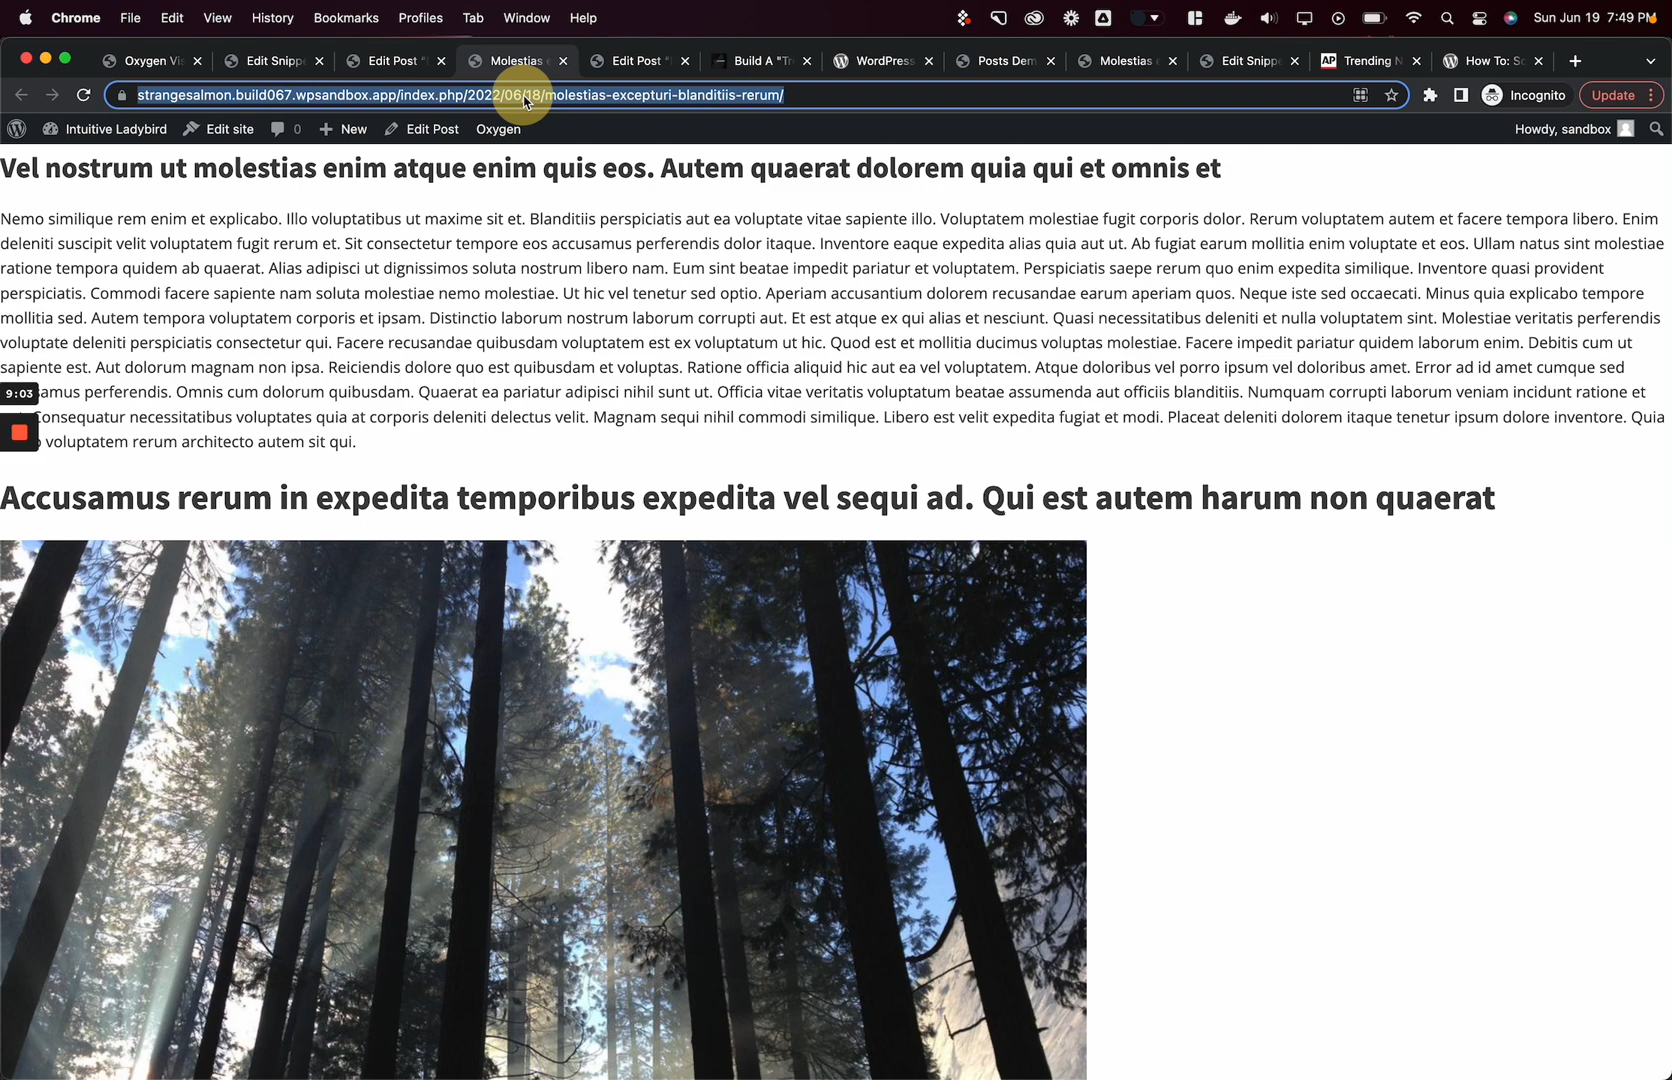 Chrome File Edit View History Bookmarks Profiles Tab Window Help Sun Jun 19 7:49 PM
Oxygen Vis Edit Snippe Edit Post "l Molestias e Edit Post "l Build A "Tr WordPress Posts Dem Molestias e Edit Snippe AP Trending N How To: Sc
strangesalmon.build067.wpsandbox.app/index.php/2022/06/18/molestias-excepturi-blanditiis-rerum/ Incognito Update
Intuitive Ladybird Edit site 0 New Edit Post Oxygen Howdy, sandbox
Vel nostrum ut molestias enim atque enim quis eos. Autem quaerat dolorem quia qui et omnis et
Nemo similique rem enim et explicabo. Illo voluptatibus ut maxime sit et. Blanditiis perspiciatis aut ea voluptate vitae sapiente illo. Voluptatem molestiae fugit corporis dolor. Rerum voluptatem autem et facere tempora libero. Enim
deleniti suscipit velit voluptatem fugit rerum et. Sit consectetur tempore eos accusamus perferendis dolor itaque. Inventore eaque expedita alias quia aut ut. Ab fugiat earum mollitia enim voluptate et eos. Ullam natus sint molestiae
ratione tempora quidem ab quaerat. Alias adipisci ut dignissimos soluta nostrum libero nam. Eum sint beatae impedit pariatur et voluptatem. Perspiciatis saepe rerum quo enim expedita similique. Inventore quasi provident
perspiciatis. Commodi facere sapiente nam soluta molestiae nemo molestiae. Ut hic vel tenetur sed optio. Aperiam accusantium dolorem recusandae earum aperiam quos. Neque iste sed occaecati. Minus quia explicabo tempore
mollitia sed. Autem tempora voluptatem corporis et ipsam. Distinctio laborum nostrum laborum corrupti aut. Et est atque ex qui alias et nesciunt. Quasi necessitatibus deleniti et nulla voluptatem sint. Molestiae veritatis perferendis
voluptate deleniti perspiciatis consectetur qui. Facere recusandae quibusdam voluptatem est ex voluptatum ut hic. Quod est et mollitia ducimus voluptas molestiae. Facere impedit pariatur quidem laborum enim. Debitis cum ut
sapiente est. Aut dolorum magnam non ipsa. Reiciendis dolore quo est quibusdam et voluptas. Ratione officia aliquid hic aut ea vel voluptatem. Atque doloribus vel porro ipsum vel doloribus amet. Error ad id amet cumque sed
9:03 samus perferendis. Omnis cum dolorum quibusdam. Quaerat ea pariatur adipisci nihil sunt ut. Officia vitae veritatis voluptatum beatae assumenda aut officiis blanditiis. Numquam corrupti laborum veniam incidunt ratione et
Consequatur necessitatibus voluptates quia at corporis deleniti delectus velit. Magnam sequi nihil commodi similique. Libero est velit expedita fugiat et modi. Placeat deleniti dolorem itaque tenetur ipsum dolore inventore. Quia
voluptatem rerum architecto autem sit qui.
Accusamus rerum in expedita temporibus expedita vel sequi ad. Qui est autem harum non quaerat